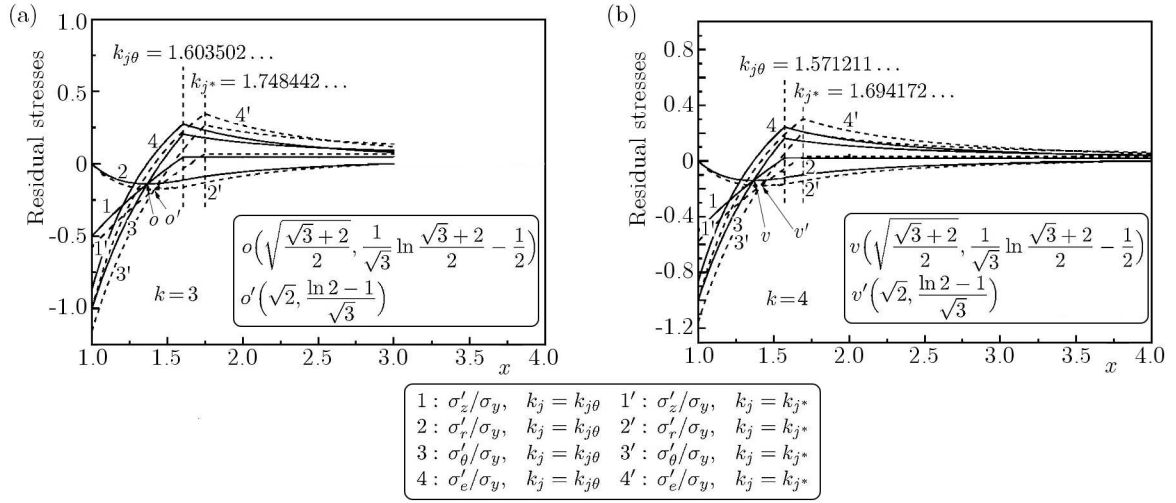 (a)
1.0
0.5
0
-0.5
-1.0
Residual stresses
k_{jθ} = 1.603502...
k_{j*} = 1.748442...
4'
4
2
1
o o'
3
2'
1'
3'
k = 3
o(√((√3+2)/2), 1/√3 ln (√3+2)/2 − 1/2)
o'(√2, (ln 2−1)/√3)
1.0 1.5 2.0 2.5 3.0 3.5 4.0
x
(b)
0.8
0.4
0
-0.4
-0.8
-1.2
Residual stresses
k_{jθ} = 1.571211...
k_{j*} = 1.694172...
4
4'
2
2'
1
1'
3
3'
v v'
k = 4
v(√((√3+2)/2), 1/√3 ln (√3+2)/2 − 1/2)
v'(√2, (ln 2−1)/√3)
1.0 1.5 2.0 2.5 3.0 3.5 4.0
x
1 : σ'_z/σ_y, k_j = k_{jθ} 1' : σ'_z/σ_y, k_j = k_{j*}
2 : σ'_r/σ_y, k_j = k_{jθ} 2' : σ'_r/σ_y, k_j = k_{j*}
3 : σ'_θ/σ_y, k_j = k_{jθ} 3' : σ'_θ/σ_y, k_j = k_{j*}
4 : σ'_e/σ_y, k_j = k_{jθ} 4' : σ'_e/σ_y, k_j = k_{j*}